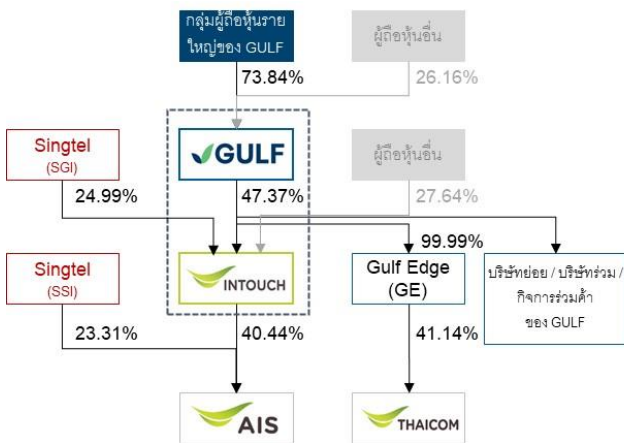 กลุ่มผู้ถือหุ้นราย
ใหญ่ของ GULF
ผู้ถือหุ้นอื่น
73.84%
26.16%
Singtel
(SGI)
GULF
ผู้ถือหุ้นอื่น
24.99%
47.37%
27.64%
99.99%
Singtel
(SSI)
INTOUCH
Gulf Edge
(GE)
บริษัทย่อย / บริษัทร่วม /
กิจการร่วมค้า
ของ GULF
23.31%
40.44%
41.14%
AIS
THAICOM